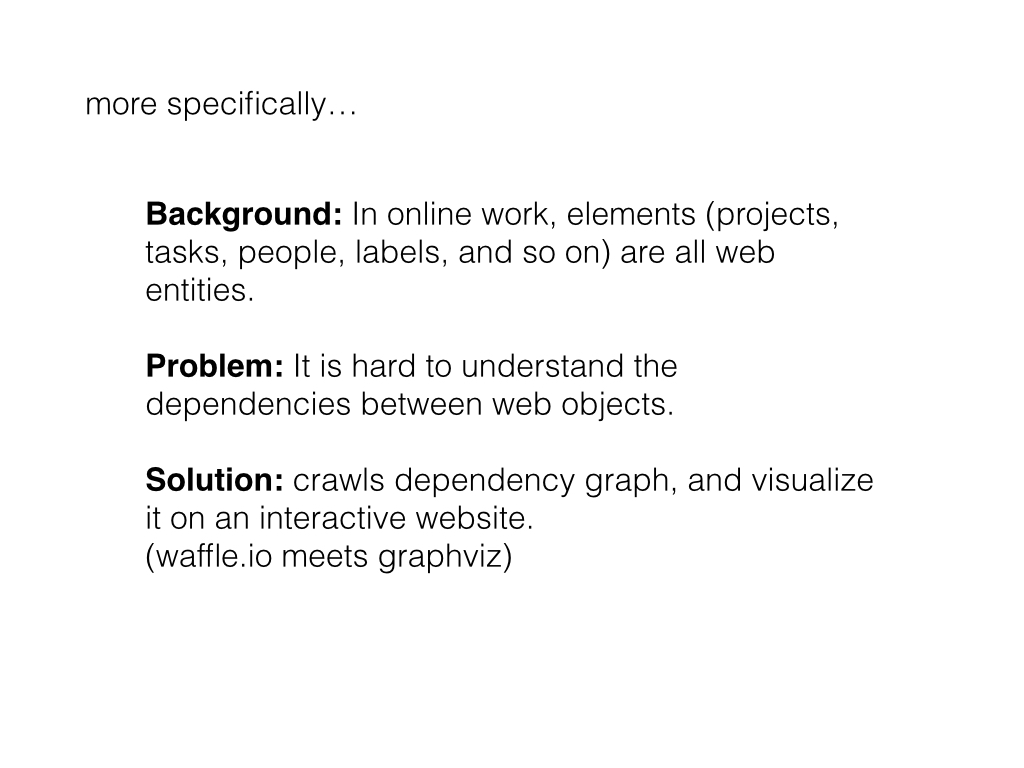 more specifically…
Background: In online work, elements (projects,
tasks, people, labels, and so on) are all web
entities.
Problem: It is hard to understand the
dependencies between web objects.
Solution: crawls dependency graph, and visualize
it on an interactive website.
(waffle.io meets graphviz)